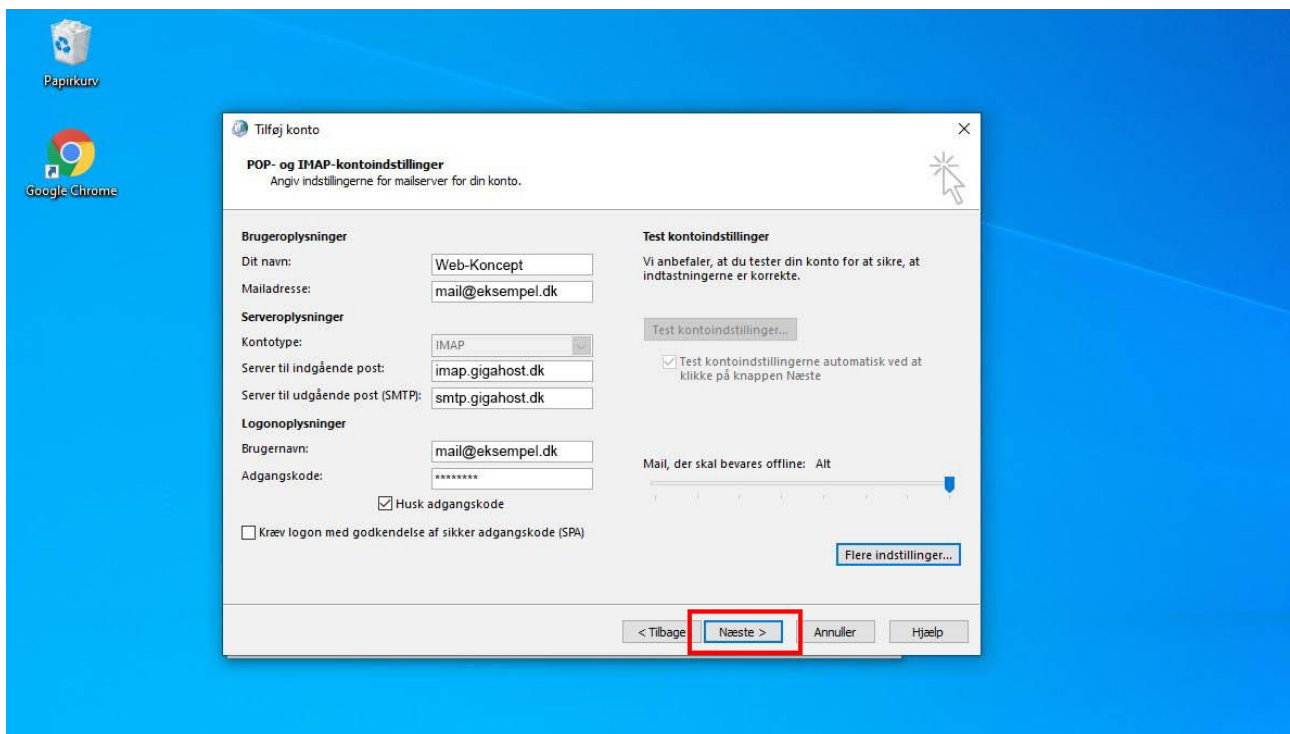 Papirkurv
Google Chrome
Tilføj konto
POP- og IMAP-kontoindstillinger
Angiv indstillingerne for mailserver for din konto.
Brugeroplysninger
Dit navn:
Web-Koncept
Mailadresse:
mail@eksempel.dk
Serveroplysninger
Kontotype:
IMAP
Server til indgående post:
imap.gigahost.dk
Server til udgående post (SMTP):
smtp.gigahost.dk
Logonoplysninger
Brugernavn:
mail@eksempel.dk
Adgangskode:
********
Husk adgangskode
Kræv logon med godkendelse af sikker adgangskode (SPA)
Test kontoindstillinger
Vi anbefaler, at du tester din konto for at sikre, at
indtastningerne er korrekte.
Test kontoindstillinger...
Test kontoindstillingerne automatisk ved at
klikke på knappen Næste
Mail, der skal bevares offline: Alt
Flere indstillinger...
< Tilbage
Næste >
Annuller
Hjælp